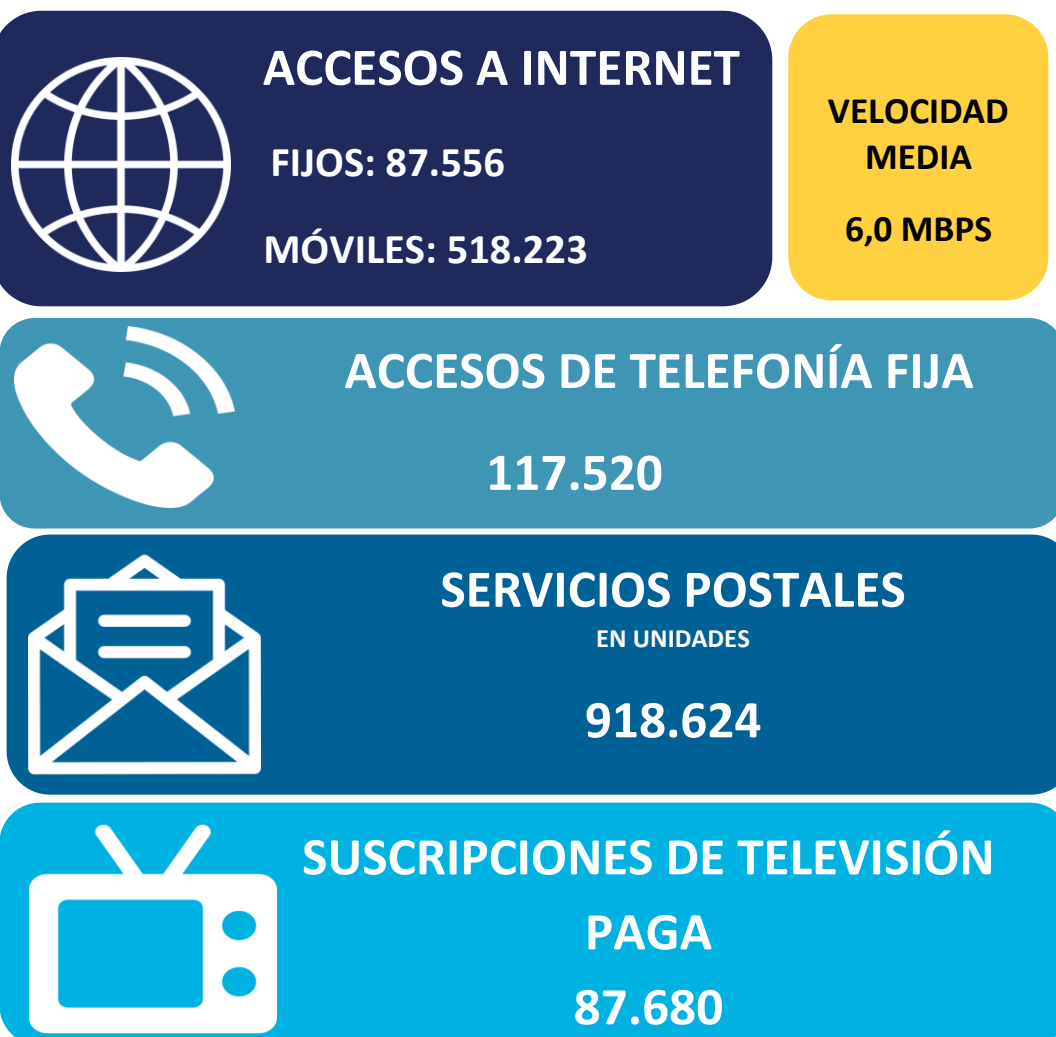 ACCESOS A INTERNET
FIJOS: 87.556
MÓVILES: 518.223
VELOCIDAD
MEDIA
6,0 MBPS
ACCESOS DE TELEFONÍA FIJA
117.520
SERVICIOS POSTALES
EN UNIDADES
918.624
SUSCRIPCIONES DE TELEVISIÓN
PAGA
87.680